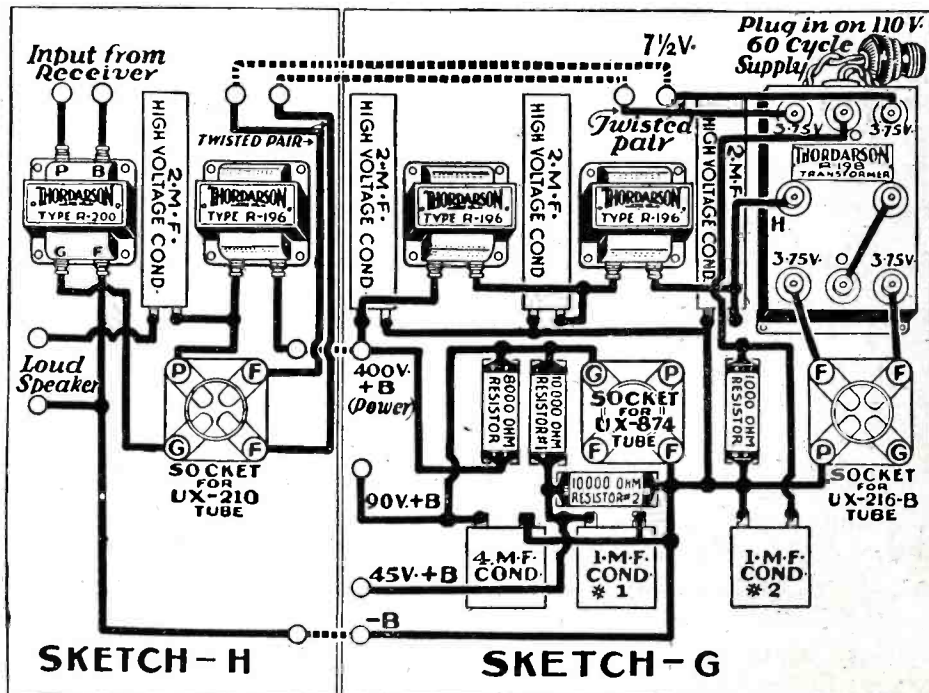 Input from
Receiver
P B
THORDARSON
TYPE R-200
G F
2-M·F·
HIGH VOLTAGE COND·
TWISTED PAIR→
THORDARSON
TYPE R-196
Loud
Speaker
P F
G F
SOCKET
FOR
UX-210
TUBE
SKETCH-H
7½V·
Plug in on 110 V·
60 Cycle
Supply
Twisted
pair
2-M·F·
HIGH VOLTAGE COND
THORDARSON
TYPE R-196
2-M·F·
HIGH VOLTAGE COND
THORDARSON
TYPE R-196
2·M·F·
HIGH VOLTAGE COND
3·75V· 3·75V·
THORDARSON
R-198
TRANSFORMER
H
3·75V· 3·75V·
400V·
+B
(Power)
8000 OHM
RESISTOR
10000 OHM
RESISTOR#1
G P
SOCKET
FOR
UX-874
TUBE
F F
10000 OHM
RESISTOR#2
1000 OHM
RESISTOR
F F
P G
SOCKET
FOR
UX-216-B
TUBE
90V.+B
4·M·F·
COND·
1·M·F·
COND·
# 1
1·M·F·
COND·
# 2
45V·+B
-B
SKETCH-G